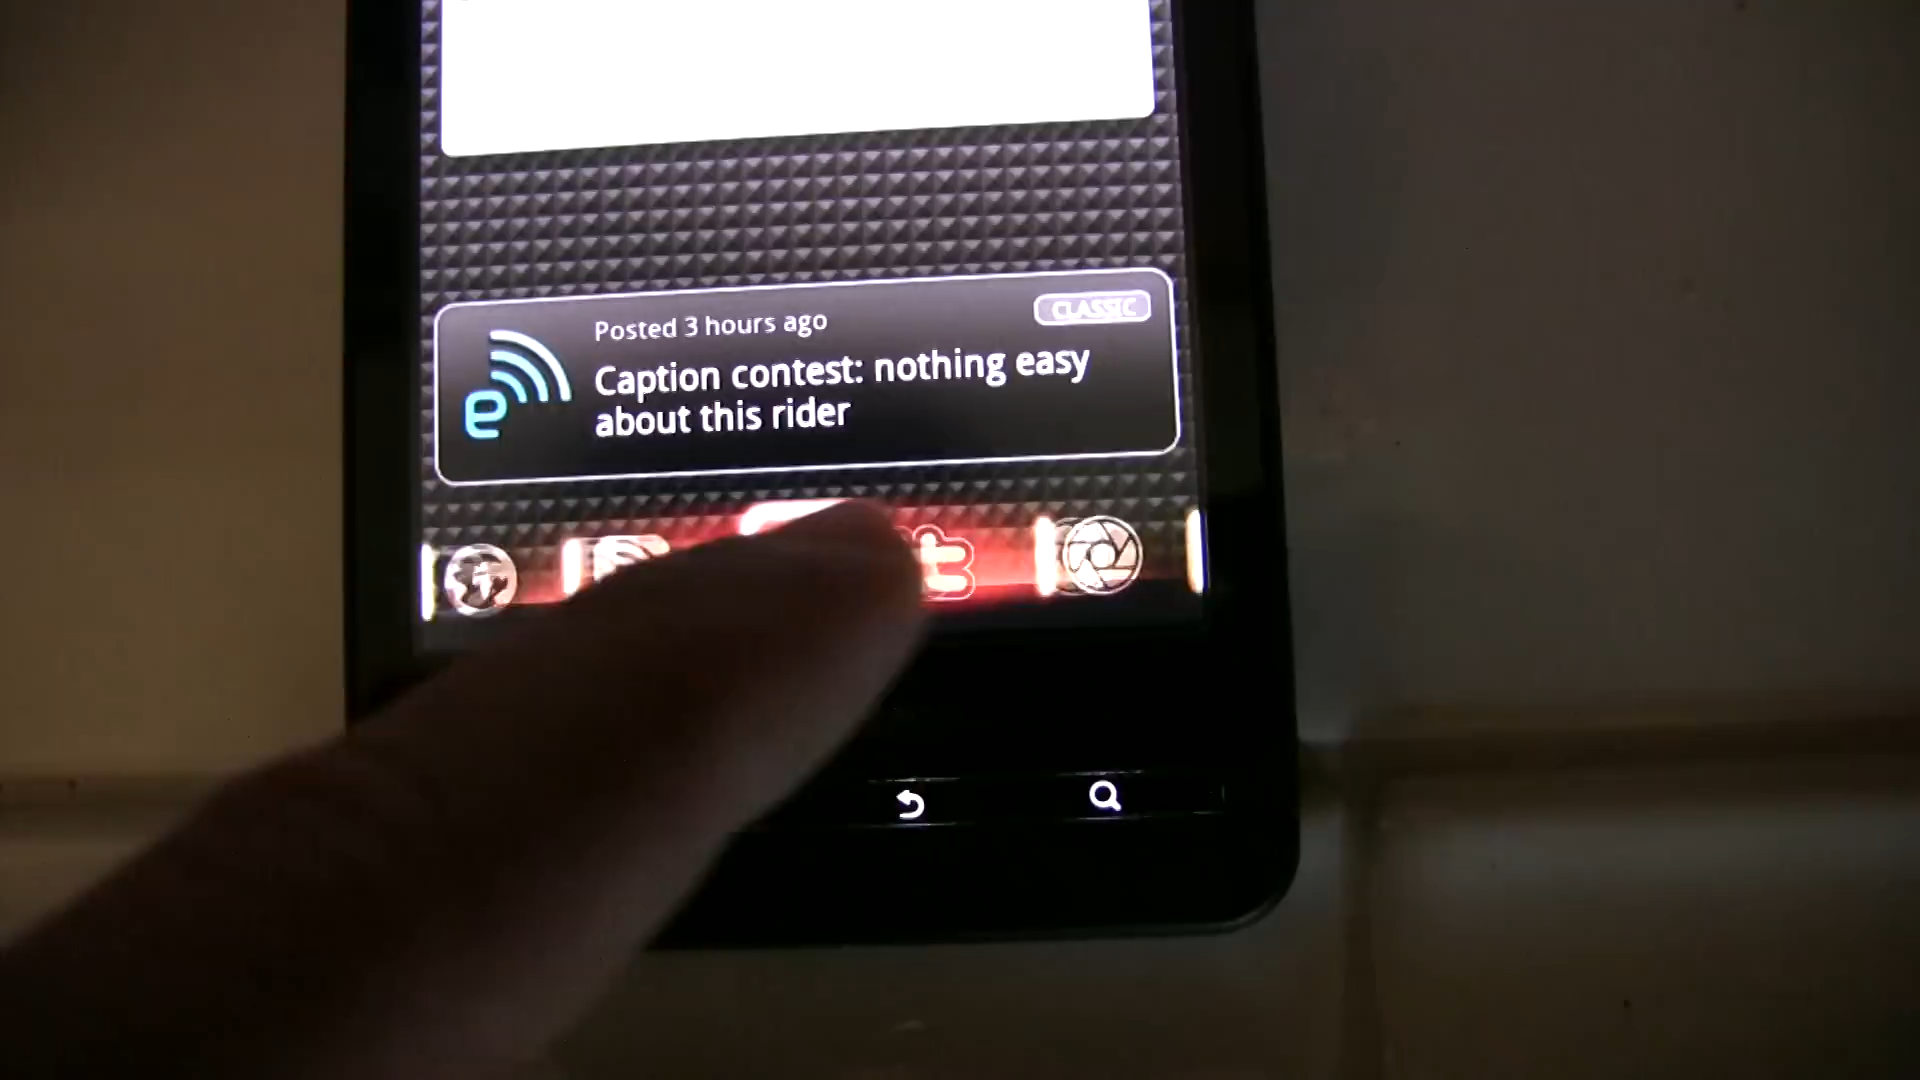 Posted 3 hours ago
CLASSIC
Caption contest: nothing easy
about this rider